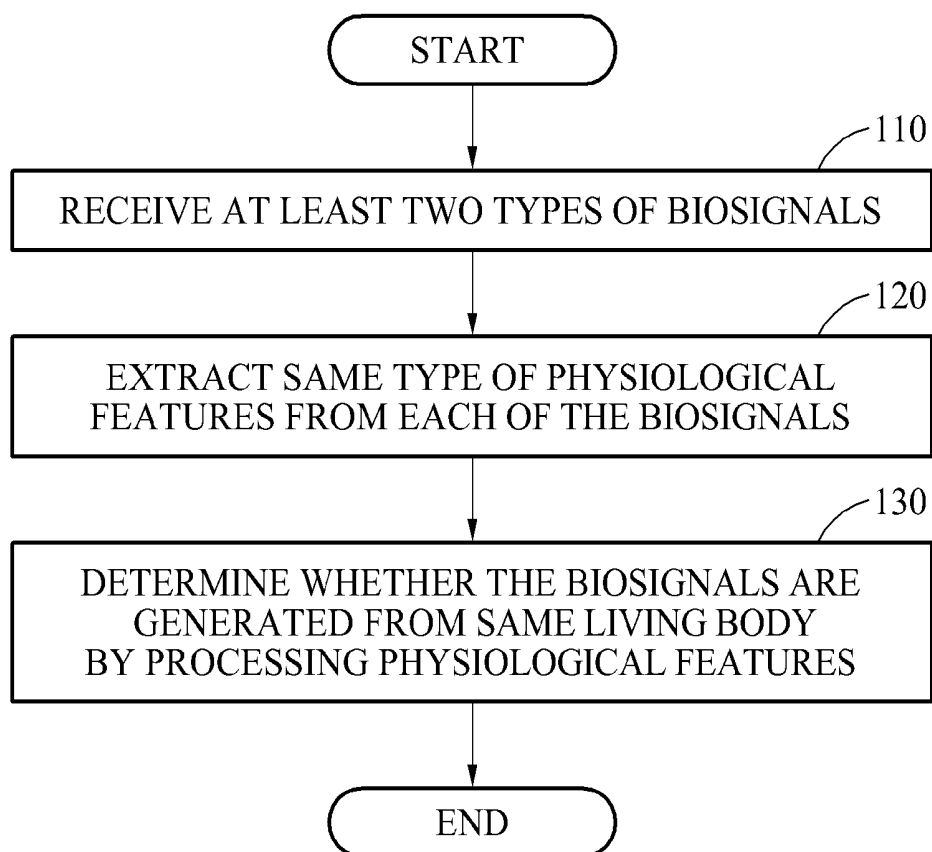 START
110
RECEIVE AT LEAST TWO TYPES OF BIOSIGNALS
120
EXTRACT SAME TYPE OF PHYSIOLOGICAL
FEATURES FROM EACH OF THE BIOSIGNALS
130
DETERMINE WHETHER THE BIOSIGNALS ARE
GENERATED FROM SAME LIVING BODY
BY PROCESSING PHYSIOLOGICAL FEATURES
END